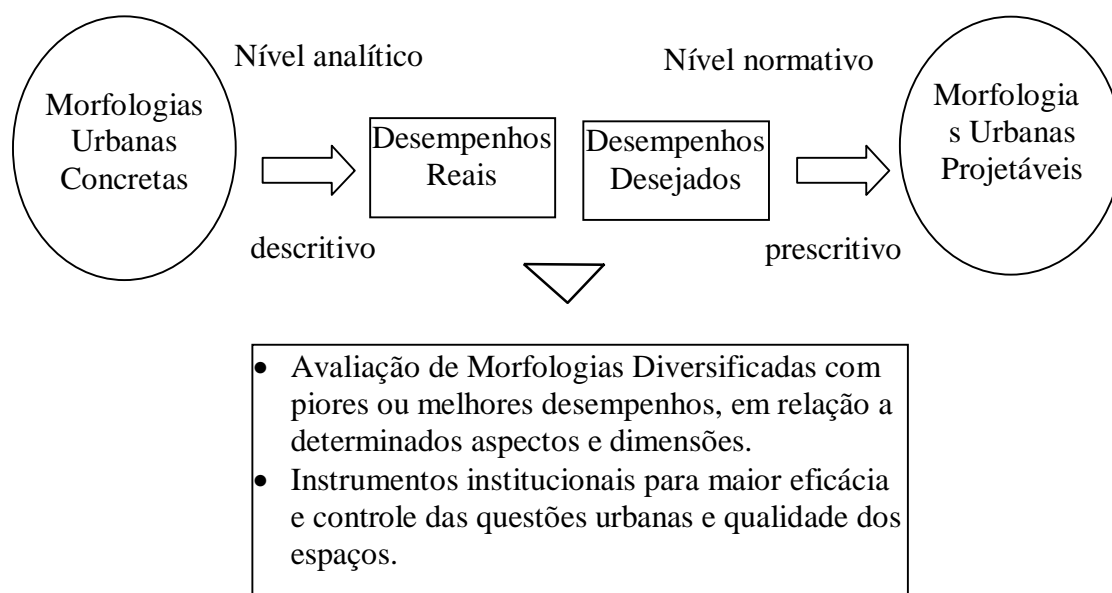 Nível analítico
Nível normativo
Morfologias
Urbanas
Concretas
Desempenhos
Reais
Desempenhos
Desejados
Morfologia
s Urbanas
Projetáveis
descritivo
prescritivo
• Avaliação de Morfologias Diversificadas com
piores ou melhores desempenhos, em relação a
determinados aspectos e dimensões.
• Instrumentos institucionais para maior eficácia
e controle das questões urbanas e qualidade dos
espaços.